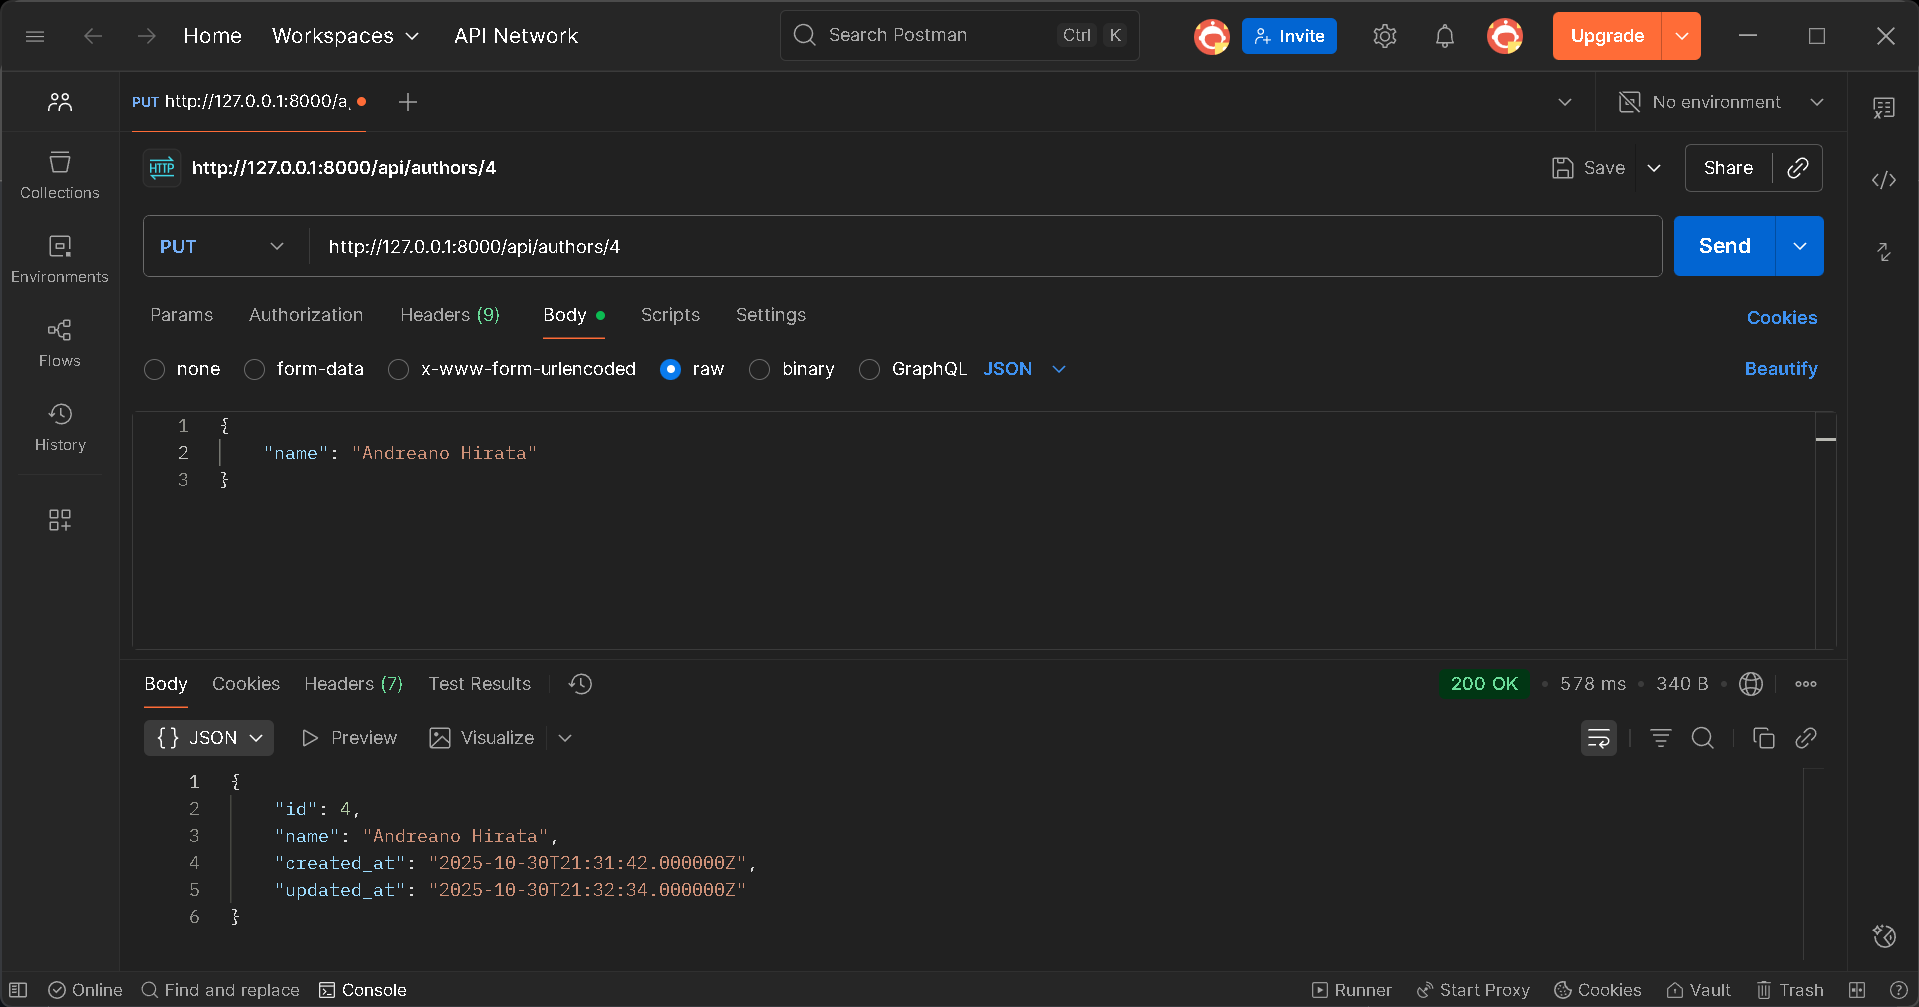 Home Workspaces API Network Search Postman Ctrl K Invite Upgrade
PUT http://127.0.0.1:8000/a No environment
HTTP http://127.0.0.1:8000/api/authors/4 Save Share
Collections
PUT http://127.0.0.1:8000/api/authors/4 Send
Environments
Params Authorization Headers (9) Body Scripts Settings Cookies
Flows
none form-data x-www-form-urlencoded raw binary GraphQL JSON Beautify
History
1 {
2 "name": "Andreano Hirata"
3 }
Body Cookies Headers (7) Test Results 200 OK • 578 ms • 340 B •
{} JSON Preview Visualize
1 {
2 "id": 4,
3 "name": "Andreano Hirata",
4 "created_at": "2025-10-30T21:31:42.000000Z",
5 "updated_at": "2025-10-30T21:32:34.000000Z"
6 }
Online Find and replace Console Runner Start Proxy Cookies Vault Trash